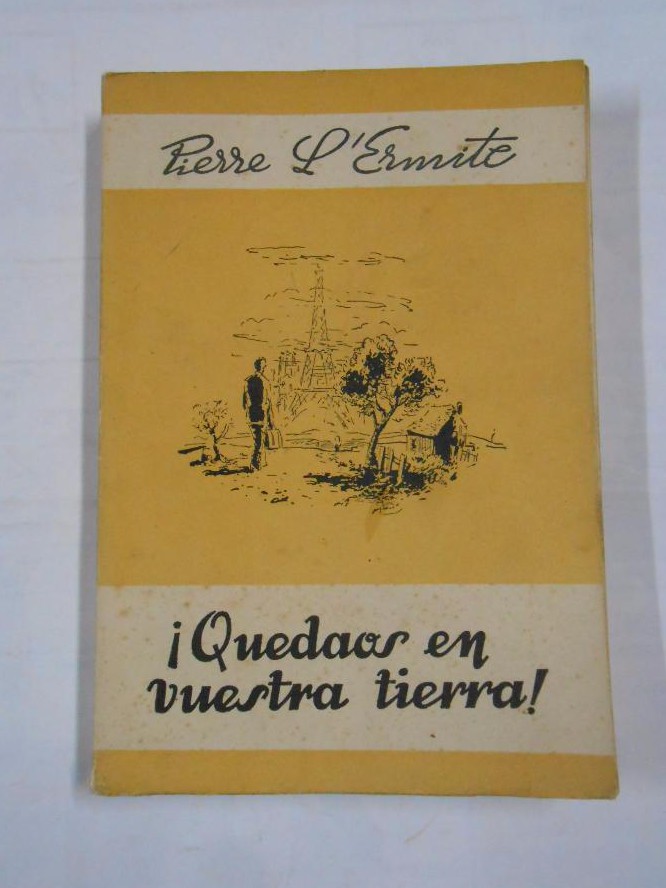 Pierre L'Ermite
¡Quedaos en
vuestra tierra!